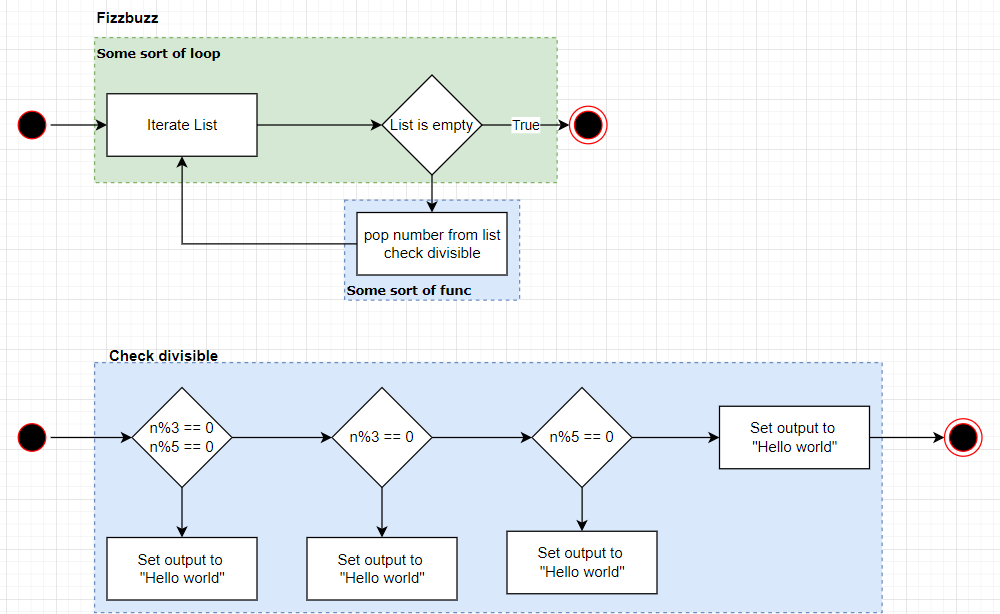 Fizzbuzz
Some sort of loop
Iterate List
List is empty
True
pop number from list
check divisible
Some sort of func
Check divisible
n%3 == 0
n%5 == 0
n%3 == 0
n%5 == 0
Set output to
"Hello world"
Set output to
"Hello world"
Set output to
"Hello world"
Set output to
"Hello world"